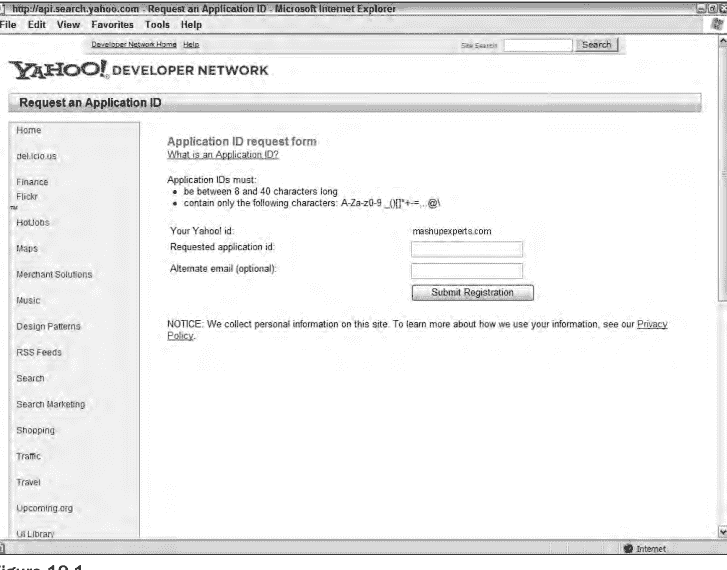 http://api.search.yahoo.com - Request an Application ID - Microsoft Internet Explorer
File Edit View Favorites Tools Help
Developer Network Home Help
Site Search
Search
YAHOO! DEVELOPER NETWORK
Request an Application ID
Home
del.icio.us
Finance
Flickr
TM
HotJobs
Maps
Merchant Solutions
Music
Design Patterns
RSS Feeds
Search
Search Marketing
Shopping
Traffic
Travel
Upcoming.org
UI Library
Application ID request form
What is an Application ID?
Application IDs must:
• be between 8 and 40 characters long
• contain only the following characters: A-Za-z0-9 _()[]*+-=,.:@\
Your Yahoo! id: mashupexperts.com
Requested application id:
Alternate email (optional):
Submit Registration
NOTICE: We collect personal information on this site. To learn more about how we use your information, see our Privacy
Policy.
Internet